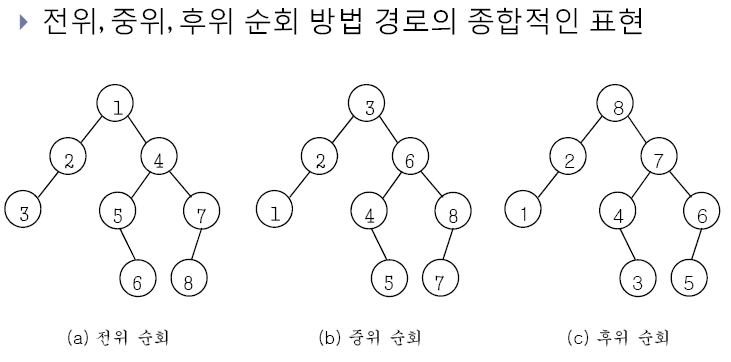 전위, 중위, 후위 순회 방법 경로의 종합적인 표현
1 3 8
2 4 2 6 2 7
3 5 7 1 4 8 1 4 6
6 8 5 7 3 5
(a) 전위 순회 (b) 중위 순회 (c) 후위 순회